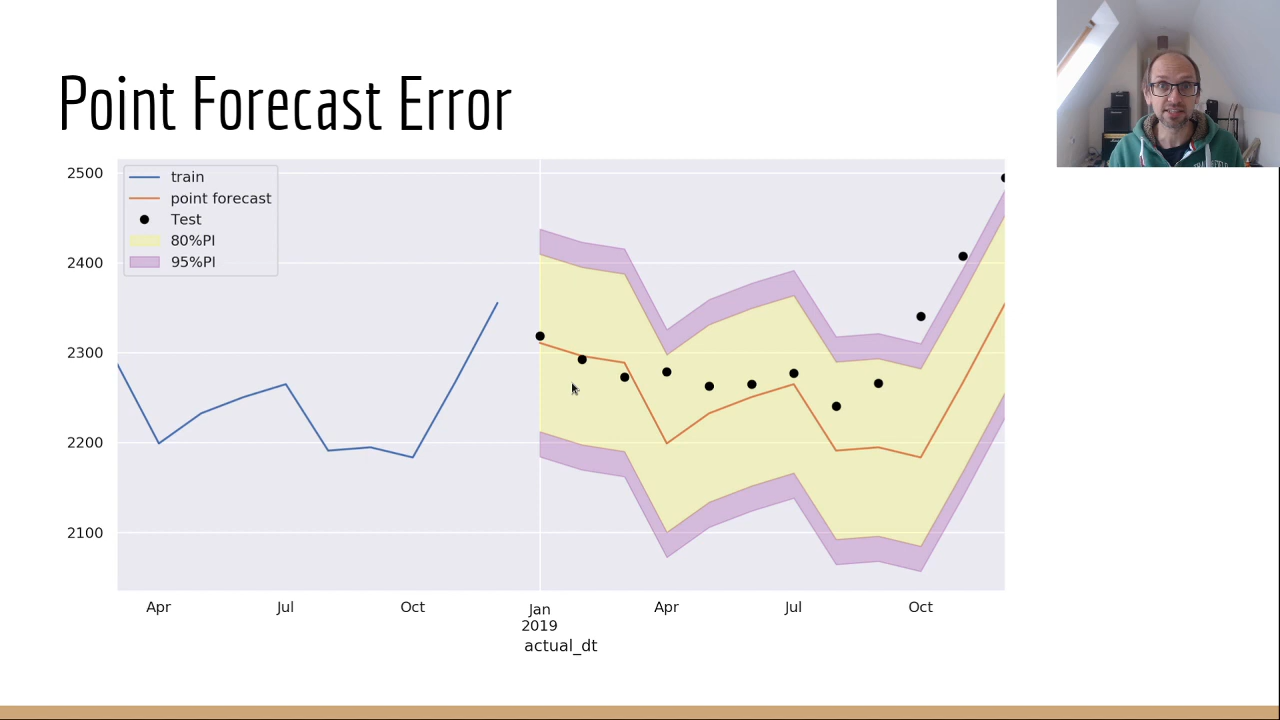 Point Forecast Error
2500
2400
2300
2200
2100
train
point forecast
Test
80%PI
95%PI
Apr
Jul
Oct
Jan
2019
Apr
Jul
Oct
actual_dt